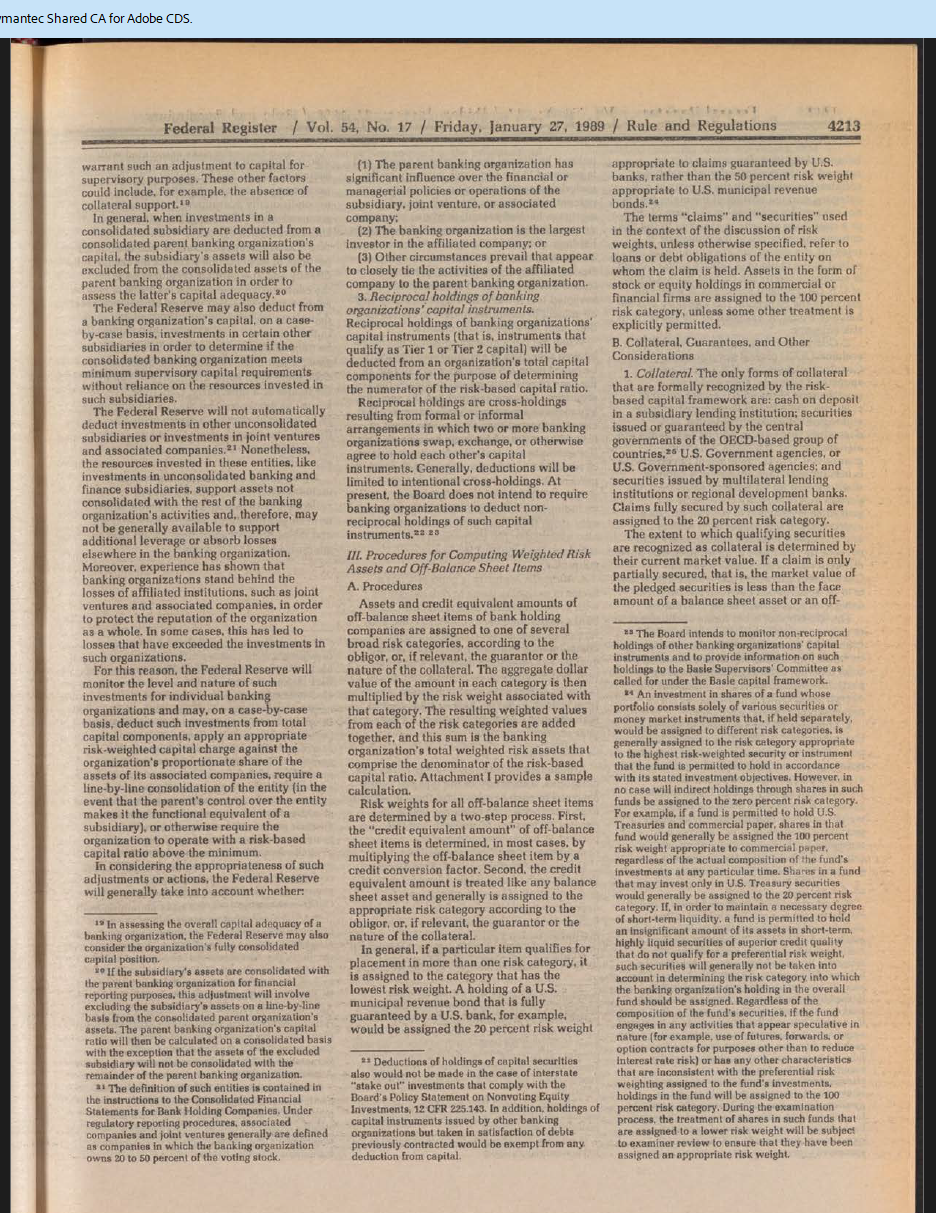 mantec Shared CA for Adobe CDS.
Federal Register / Vol. 54, No. 17 / Friday, January 27, 1989 / Rule and Regulations 4213
warrant such an adjustment to capital for
supervisory purposes. These other factors
could include, for example, the absence of
collateral support.¹⁹
In general, when investments in a
consolidated subsidiary are deducted from a
consolidated parent banking organization's
capital, the subsidiary's assets will also be
excluded from the consolidated assets of the
parent banking organization in order to
assess the latter's capital adequacy.²⁰
The Federal Reserve may also deduct from
a banking organization's capital, on a case-
by-case basis, investments in certain other
subsidiaries in order to determine if the
consolidated banking organization meets
minimum supervisory capital requirements
without reliance on the resources invested in
such subsidiaries.
The Federal Reserve will not automatically
deduct investments in other unconsolidated
subsidiaries or investments in joint ventures
and associated companies.²¹ Nonetheless,
the resources invested in these entities, like
investments in unconsolidated banking and
finance subsidiaries, support assets not
consolidated with the rest of the banking
organization's activities and, therefore, may
not be generally available to support
additional leverage or absorb losses
elsewhere in the banking organization.
Moreover, experience has shown that
banking organizations stand behind the
losses of affiliated institutions, such as joint
ventures and associated companies, in order
to protect the reputation of the organization
as a whole. In some cases, this has led to
losses that have exceeded the investments in
such organizations.
For this reason, the Federal Reserve will
monitor the level and nature of such
investments for individual banking
organizations and may, on a case-by-case
basis, deduct such investments from total
capital components, apply an appropriate
risk-weighted capital charge against the
organization's proportionate share of the
assets of its associated companies, require a
line-by-line consolidation of the entity (in the
event that the parent's control over the entity
makes it the functional equivalent of a
subsidiary), or otherwise require the
organization to operate with a risk-based
capital ratio above the minimum.
In considering the appropriateness of such
adjustments or actions, the Federal Reserve
will generally take into account whether:
¹⁹ In assessing the overall capital adequacy of a
banking organization, the Federal Reserve may also
consider the organization's fully consolidated
capital position.
²⁰ If the subsidiary's assets are consolidated with
the parent banking organization for financial
reporting purposes, this adjustment will involve
excluding the subsidiary's assets on a line-by-line
basis from the consolidated parent organization's
assets. The parent banking organization's capital
ratio will then be calculated on a consolidated basis
with the exception that the assets of the excluded
subsidiary will not be consolidated with the
remainder of the parent banking organization.
²¹ The definition of such entities is contained in
the instructions to the Consolidated Financial
Statements for Bank Holding Companies. Under
regulatory reporting procedures, associated
companies and joint ventures generally are defined
as companies in which the banking organization
owns 20 to 50 percent of the voting stock.
(1) The parent banking organization has
significant influence over the financial or
managerial policies or operations of the
subsidiary, joint venture, or associated
company;
(2) The banking organization is the largest
investor in the affiliated company; or
(3) Other circumstances prevail that appear
to closely tie the activities of the affiliated
company to the parent banking organization.
3. Reciprocal holdings of banking
organizations' capital instruments.
Reciprocal holdings of banking organizations'
capital instruments (that is, instruments that
qualify as Tier 1 or Tier 2 capital) will be
deducted from an organization's total capital
components for the purpose of determining
the numerator of the risk-based capital ratio.
Reciprocal holdings are cross-holdings
resulting from formal or informal
arrangements in which two or more banking
organizations swap, exchange, or otherwise
agree to hold each other's capital
instruments. Generally, deductions will be
limited to intentional cross-holdings. At
present, the Board does not intend to require
banking organizations to deduct non-
reciprocal holdings of such capital
instruments.²² ²³
III. Procedures for Computing Weighted Risk
Assets and Off-Balance Sheet Items
A. Procedures
Assets and credit equivalent amounts of
off-balance sheet items of bank holding
companies are assigned to one of several
broad risk categories, according to the
obligor, or, if relevant, the guarantor or the
nature of the collateral. The aggregate dollar
value of the amount in each category is then
multiplied by the risk weight associated with
that category. The resulting weighted values
from each of the risk categories are added
together, and this sum is the banking
organization's total weighted risk assets that
comprise the denominator of the risk-based
capital ratio. Attachment I provides a sample
calculation.
Risk weights for all off-balance sheet items
are determined by a two-step process. First,
the "credit equivalent amount" of off-balance
sheet items is determined, in most cases, by
multiplying the off-balance sheet item by a
credit conversion factor. Second, the credit
equivalent amount is treated like any balance
sheet asset and generally is assigned to the
appropriate risk category according to the
obligor, or, if relevant, the guarantor or the
nature of the collateral.
In general, if a particular item qualifies for
placement in more than one risk category, it
is assigned to the category that has the
lowest risk weight. A holding of a U.S.
municipal revenue bond that is fully
guaranteed by a U.S. bank, for example,
would be assigned the 20 percent risk weight
²² Deductions of holdings of capital securities
also would not be made in the case of interstate
"stake out" investments that comply with the
Board's Policy Statement on Nonvoting Equity
Investments, 12 CFR 225.143. In addition, holdings of
capital instruments issued by other banking
organizations but taken in satisfaction of debts
previously contracted would be exempt from any
deduction from capital.
appropriate to claims guaranteed by U.S.
banks, rather than the 50 percent risk weight
appropriate to U.S. municipal revenue
bonds.²⁴
The terms "claims" and "securities" used
in the context of the discussion of risk
weights, unless otherwise specified, refer to
loans or debt obligations of the entity on
whom the claim is held. Assets in the form of
stock or equity holdings in commercial or
financial firms are assigned to the 100 percent
risk category, unless some other treatment is
explicitly permitted.
B. Collateral, Guarantees, and Other
Considerations
1. Collateral. The only forms of collateral
that are formally recognized by the risk-
based capital framework are: cash on deposit
in a subsidiary lending institution; securities
issued or guaranteed by the central
governments of the OECD-based group of
countries,²⁵ U.S. Government agencies, or
U.S. Government-sponsored agencies; and
securities issued by multilateral lending
institutions or regional development banks.
Claims fully secured by such collateral are
assigned to the 20 percent risk category.
The extent to which qualifying securities
are recognized as collateral is determined by
their current market value. If a claim is only
partially secured, that is, the market value of
the pledged securities is less than the face
amount of a balance sheet asset or an off-
²³ The Board intends to monitor non-reciprocal
holdings of other banking organizations' capital
instruments and to provide information on such
holdings to the Basle Supervisors' Committee as
called for under the Basle capital framework.
²⁴ An investment in shares of a fund whose
portfolio consists solely of various securities or
money market instruments that, if held separately,
would be assigned to different risk categories, is
generally assigned to the risk category appropriate
to the highest risk-weighted security or instrument
that the fund is permitted to hold in accordance
with its stated investment objectives. However, in
no case will indirect holdings through shares in such
funds be assigned to the zero percent risk category.
For example, if a fund is permitted to hold U.S.
Treasuries and commercial paper, shares in that
fund would generally be assigned the 100 percent
risk weight appropriate to commercial paper,
regardless of the actual composition of the fund's
investments at any particular time. Shares in a fund
that may invest only in U.S. Treasury securities
would generally be assigned to the 20 percent risk
category. If, in order to maintain a necessary degree
of short-term liquidity, a fund is permitted to hold
an insignificant amount of its assets in short-term,
highly liquid securities of superior credit quality
that do not qualify for a preferential risk weight,
such securities will generally not be taken into
account in determining the risk category into which
the banking organization's holding in the overall
fund should be assigned. Regardless of the
composition of the fund's securities, if the fund
engages in any activities that appear speculative in
nature (for example, use of futures, forwards, or
option contracts for purposes other than to reduce
interest rate risk) or has any other characteristics
that are inconsistent with the preferential risk
weighting assigned to the fund's investments,
holdings in the fund will be assigned to the 100
percent risk category. During the examination
process, the treatment of shares in such funds that
are assigned to a lower risk weight will be subject
to examiner review to ensure that they have been
assigned an appropriate risk weight.